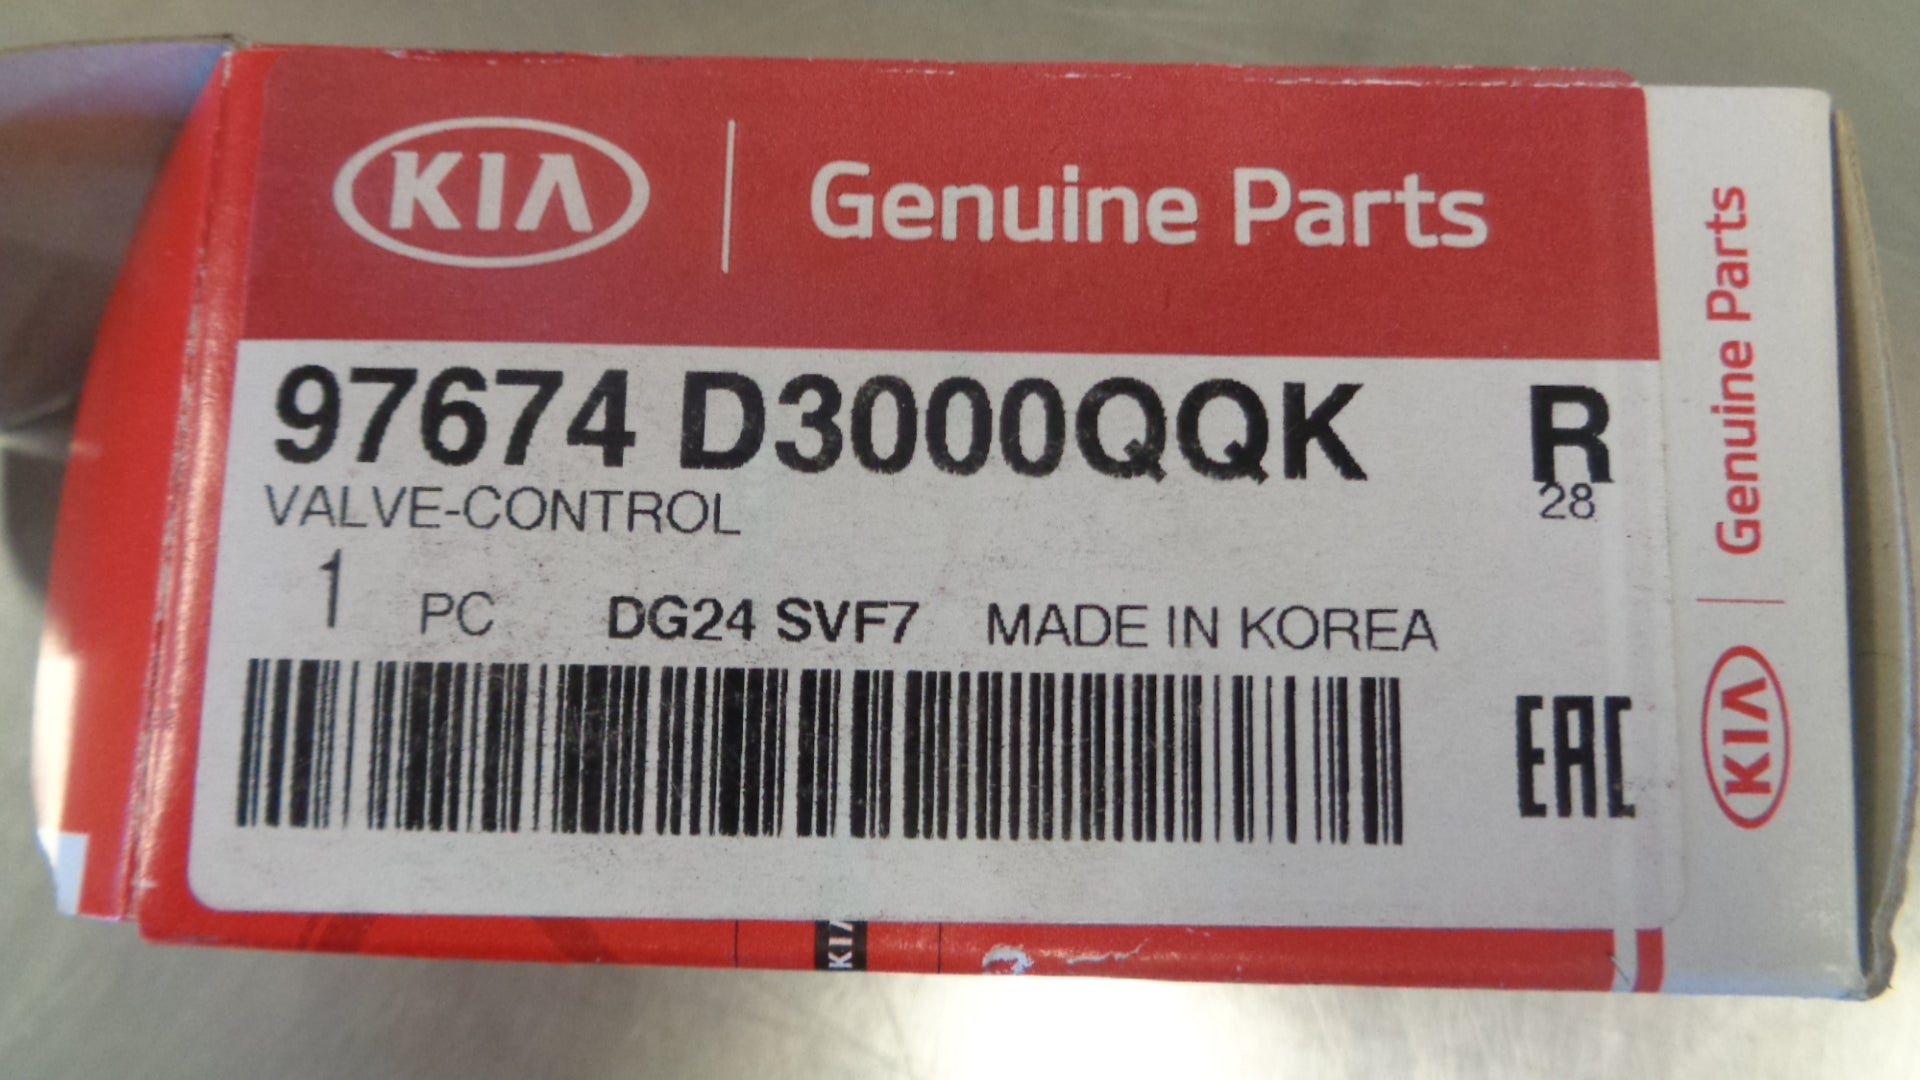 KIA | Genuine Parts
97674 D3000QQK R
VALVE-CONTROL 28
1 PC DG24 SVF7 MADE IN KOREA
EAC
KIA | Genuine Parts
KIA